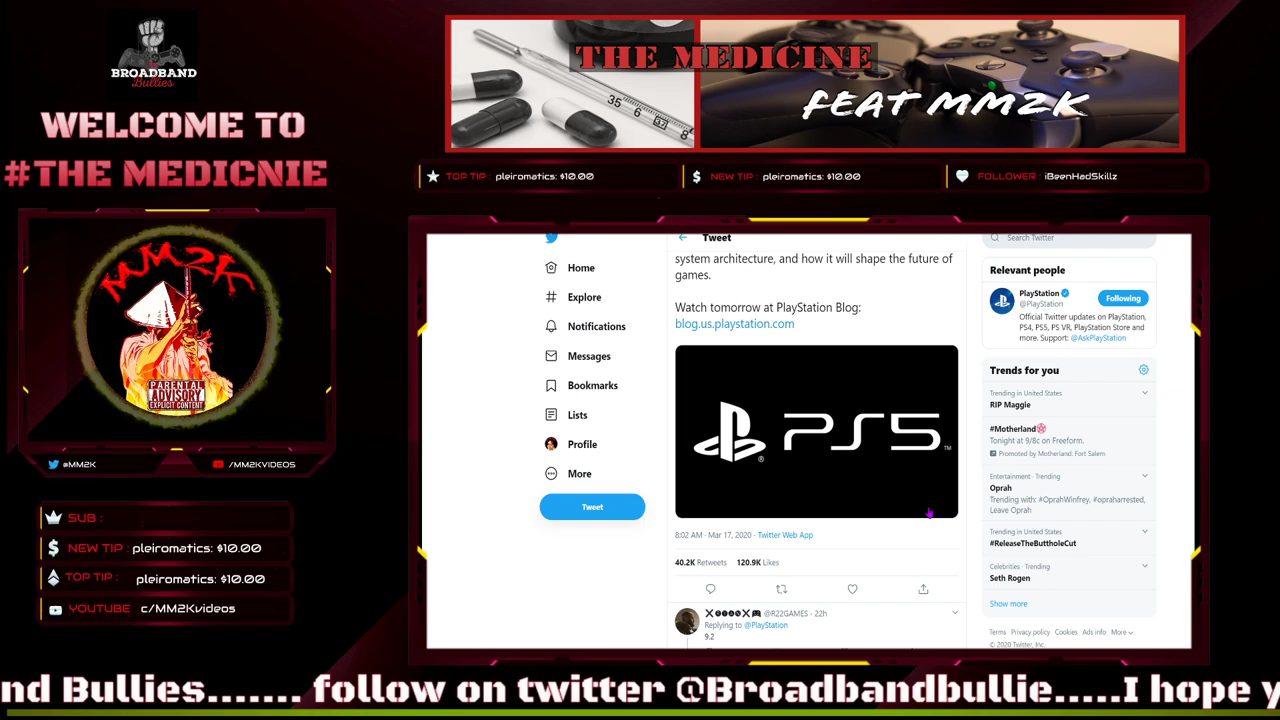 BROADBAND
Bullies
WELCOME TO
#THE MEDICNIE
MM2K
PARENTAL
ADVISORY
EXPLICIT CONTENT
@MM2K
/MM2KVIDEOS
SUB :
NEW TIP : pleiromatics: $10.00
TOP TIP : pleiromatics: $10.00
YOUTUBE c/MM2Kvideos
THE MEDICINE
FEAT MM2K
35 6
TOP TIP : pleiromatics: $10.00
NEW TIP : pleiromatics: $10.00
FOLLOWER : iBeenHadSkillz
Home
Explore
Notifications
Messages
Bookmarks
Lists
Profile
More
Tweet
Tweet
system architecture, and how it will shape the future of
games.
Watch tomorrow at PlayStation Blog:
blog.us.playstation.com
PS5
8:02 AM · Mar 17, 2020 · Twitter Web App
40.2K Retweets 120.9K Likes
@R22GAMES · 22h
Replying to @PlayStation
9.2
Search Twitter
Relevant people
PlayStation
@PlayStation
Following
Official Twitter updates on PlayStation,
PS4, PS5, PS VR, PlayStation Store and
more. Support: @AskPlayStation
Trends for you
Trending in United States
RIP Maggie
#Motherland
Tonight at 9/8c on Freeform.
Promoted by Motherland: Fort Salem
Entertainment · Trending
Oprah
Trending with: #OprahWinfrey, #opraharrested,
Leave Oprah
Trending in United States
#ReleaseTheButtholeCut
Celebrities · Trending
Seth Rogen
Show more
Terms Privacy policy Cookies Ads info More
© 2020 Twitter, Inc.
nd Bullies....... follow on twitter @Broadbandbullie.....I hope y